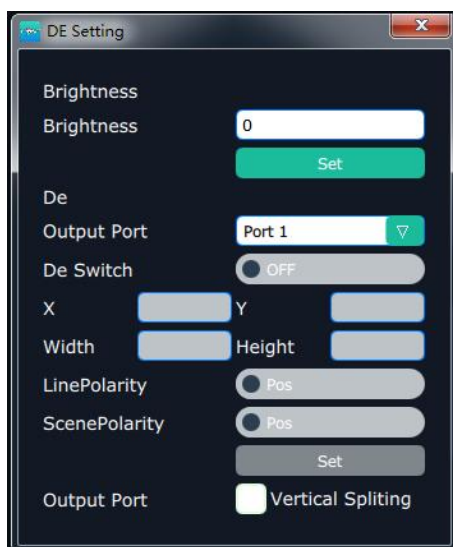 DE Setting
Brightness
Brightness 0
Set
De
Output Port Port 1
De Switch OFF
X Y
Width Height
LinePolarity Pos
ScenePolarity Pos
Set
Output Port Vertical Spliting